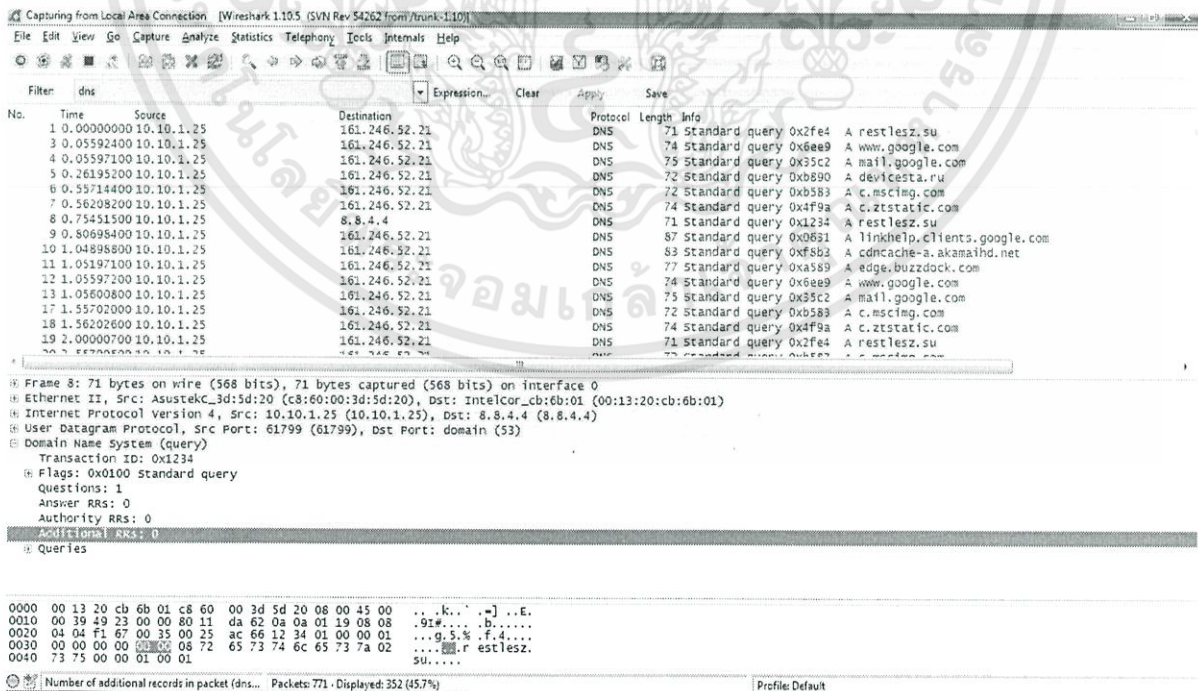 Capturing from Local Area Connection [Wireshark 1.10.5 (SVN Rev 54262 from /trunk-1.10)]
File Edit View Go Capture Analyze Statistics Telephony Tools Internals Help
Filter: dns Expression... Clear Apply Save
No. Time Source Destination Protocol Length Info
1 0.00000000 10.10.1.25 161.246.52.21 DNS 71 Standard query 0x2fe4 A restlesz.su
3 0.05592400 10.10.1.25 161.246.52.21 DNS 74 Standard query 0x6ee9 A www.google.com
4 0.05597100 10.10.1.25 161.246.52.21 DNS 75 Standard query 0x35c2 A mail.google.com
5 0.26195200 10.10.1.25 161.246.52.21 DNS 72 Standard query 0xb890 A devicesta.ru
6 0.55714400 10.10.1.25 161.246.52.21 DNS 72 Standard query 0xb583 A c.mscimg.com
7 0.56208200 10.10.1.25 161.246.52.21 DNS 74 Standard query 0x4f9a A c.ztstatic.com
8 0.75451500 10.10.1.25 8.8.4.4 DNS 71 Standard query 0x1234 A restlesz.su
9 0.80698400 10.10.1.25 161.246.52.21 DNS 87 Standard query 0x0631 A linkhelp.clients.google.com
10 1.04898800 10.10.1.25 161.246.52.21 DNS 83 Standard query 0xf8b3 A cdncache-a.akamaihd.net
11 1.05197100 10.10.1.25 161.246.52.21 DNS 77 Standard query 0xa589 A edge.buzzdock.com
12 1.05597200 10.10.1.25 161.246.52.21 DNS 74 Standard query 0x6ee9 A www.google.com
13 1.05600800 10.10.1.25 161.246.52.21 DNS 75 Standard query 0x35c2 A mail.google.com
17 1.55702000 10.10.1.25 161.246.52.21 DNS 72 Standard query 0xb583 A c.mscimg.com
18 1.56202600 10.10.1.25 161.246.52.21 DNS 74 Standard query 0x4f9a A c.ztstatic.com
19 2.00000700 10.10.1.25 161.246.52.21 DNS 71 Standard query 0x2fe4 A restlesz.su
Frame 8: 71 bytes on wire (568 bits), 71 bytes captured (568 bits) on interface 0
Ethernet II, Src: AsustekC_3d:5d:20 (c8:60:00:3d:5d:20), Dst: IntelCor_cb:6b:01 (00:13:20:cb:6b:01)
Internet Protocol Version 4, Src: 10.10.1.25 (10.10.1.25), Dst: 8.8.4.4 (8.8.4.4)
User Datagram Protocol, Src Port: 61799 (61799), Dst Port: domain (53)
Domain Name System (query)
Transaction ID: 0x1234
Flags: 0x0100 Standard query
Questions: 1
Answer RRs: 0
Authority RRs: 0
Additional RRs: 0
Queries
0000 00 13 20 cb 6b 01 c8 60 00 3d 5d 20 08 00 45 00 .. .k..` .=] ..E.
0010 00 39 49 23 00 00 80 11 da 62 0a 0a 01 19 08 08 .9I#.... .b......
0020 04 04 f1 67 00 35 00 25 ac 66 12 34 01 00 00 01 ...g.5.% .f.4....
0030 00 00 00 00 00 00 08 72 65 73 74 6c 65 73 7a 02 .......r estlesz.
0040 73 75 00 00 01 00 01 su.....
Number of additional records in packet (dns... Packets: 771 · Displayed: 352 (45.7%) Profile: Default